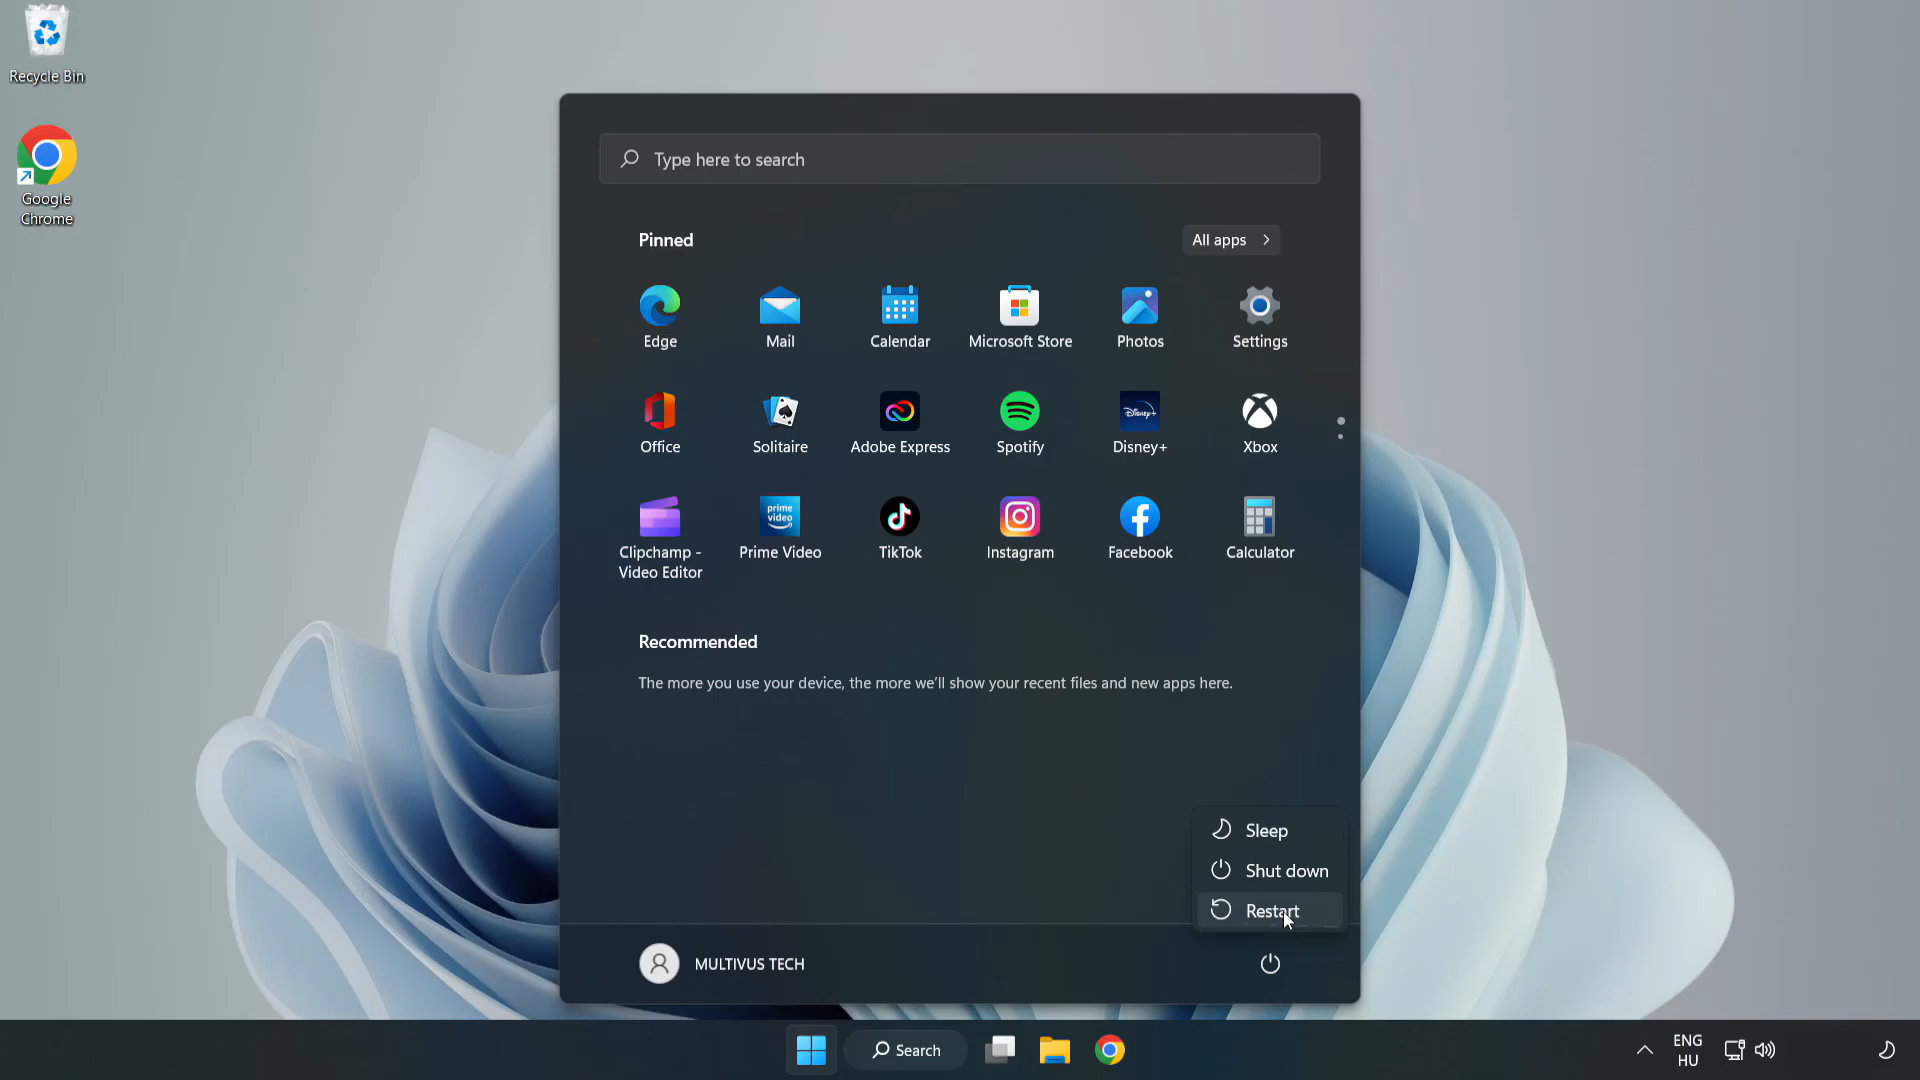 Recycle Bin
Google
Chrome
Type here to search
Pinned
All apps
Edge
Mail
Calendar
Microsoft Store
Photos
Settings
Office
Solitaire
Adobe Express
Spotify
Disney+
Disney+
Xbox
prime
video
Clipchamp -
Video Editor
Prime Video
TikTok
Instagram
Facebook
Calculator
Recommended
The more you use your device, the more we'll show your recent files and new apps here.
Sleep
Shut down
Restart
MULTIVUS TECH
Search
ENG
HU